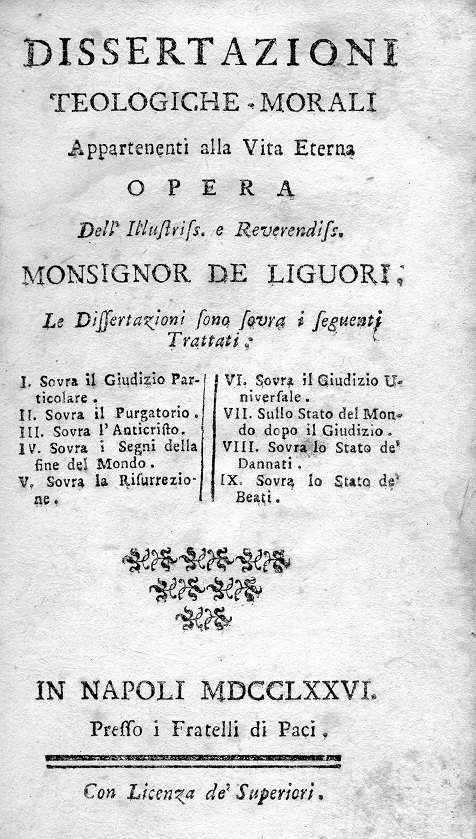 DISSERTAZIONI
TEOLOGICHE-MORALI
Appartenenti alla Vita Eterna
OPERA
Dell' Illuſtriſs. e Reverendiſs.
MONSIGNOR DE LIGUORI.
Le Diſſertazioni ſono ſovra i ſeguenti
Trattati:
I. Sovra il Giudizio Par-
ticolare.
II. Sovra il Purgatorio.
III. Sovra l'Anticriſto.
IV. Sovra i Segni della
fine del Mondo.
V. Sovra la Riſurrezio-
ne.
VI. Sovra il Giudizio U-
niverſale.
VII. Sullo Stato del Mon-
do dopo il Giudizio.
VIII. Sovra lo Stato de'
Dannati.
IX. Sovra lo Stato de'
Beati.
IN NAPOLI MDCCLXXVI.
Preſſo i Fratelli di Paci.
Con Licenza de' Superiori.